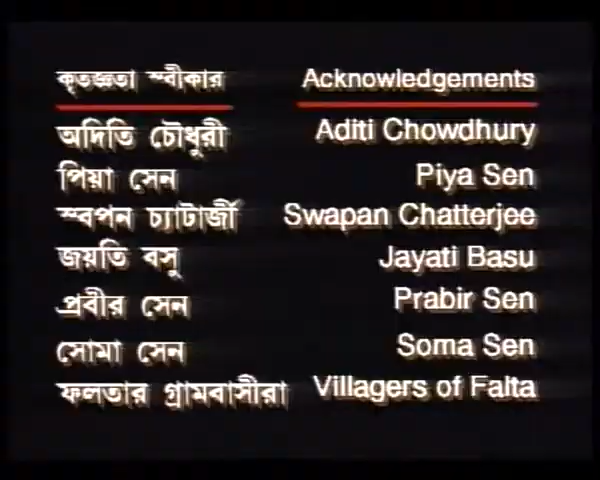 কৃতজ্ঞতা স্বীকার Acknowledgements
অদিতি চৌধুরী Aditi Chowdhury
পিয়া সেন Piya Sen
স্বপন চ্যাটার্জী Swapan Chatterjee
জয়তি বসু Jayati Basu
প্রবীর সেন Prabir Sen
সোমা সেন Soma Sen
ফলতার গ্রামবাসীরা Villagers of Falta